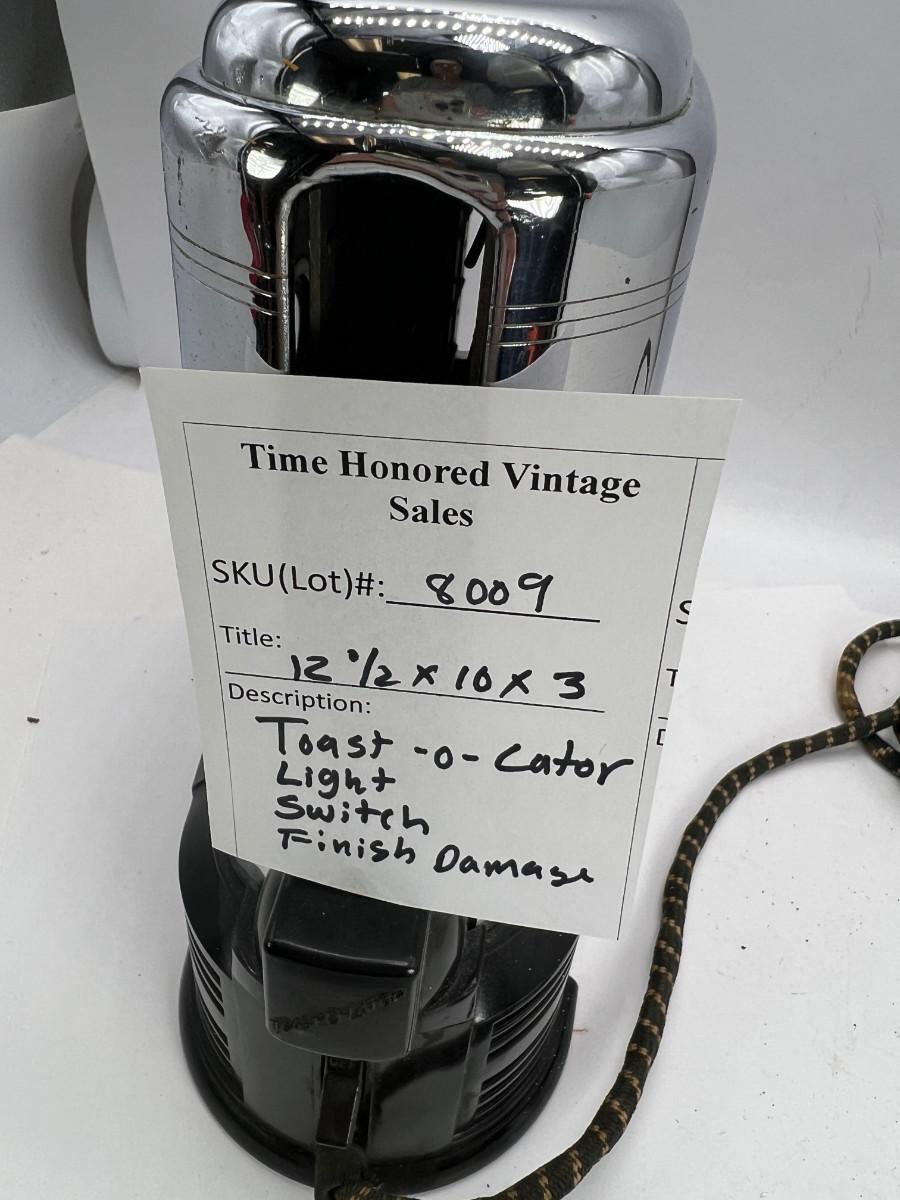 Time Honored Vintage
Sales
SKU(Lot)#: 8009
Title:
12 1/2 x 10 x 3
Description:
Toast-o-Cator
Light
Switch
Finish Damage